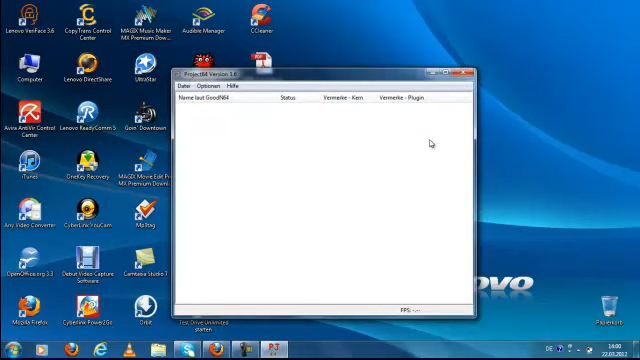 Lenovo VeriFace 3.6
CopyTrans Control Center
MAGIX Music Maker MX Premium Dow...
Audible Manager
CCleaner
Computer
Lenovo DirectShare
UltraStar
PDF
Project64 Version 1.6
Datei Optionen Hilfe
Name laut GoodN64 Status Vermerke - Kern Vermerke - Plugin
Avira AntiVir Control Center
Lenovo ReadyComm 5
Goin' Downtown
iTunes
OneKey Recovery
MAGIX Movie Edit Pro MX Premium Downl...
Any Video Converter
CyberLink YouCam
Mp3tag
OpenOffice.org 3.3
Debut Video Capture Software
Camtasia Studio 7
Mozilla Firefox
Cyberlink Power2Go
Orbit
Test Drive Unlimited starten
FPS: -.--
Papierkorb
DE
14:00
22.03.2012